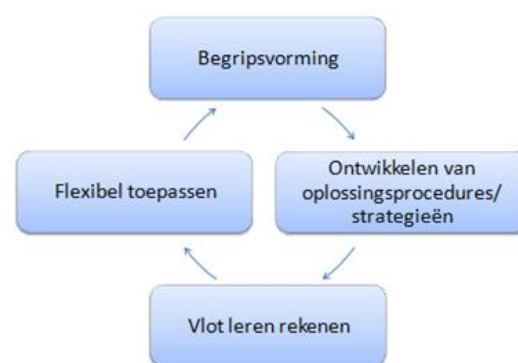 Begripsvorming
Flexibel toepassen
Ontwikkelen van
oplossingsprocedures/
strategieën
Vlot leren rekenen